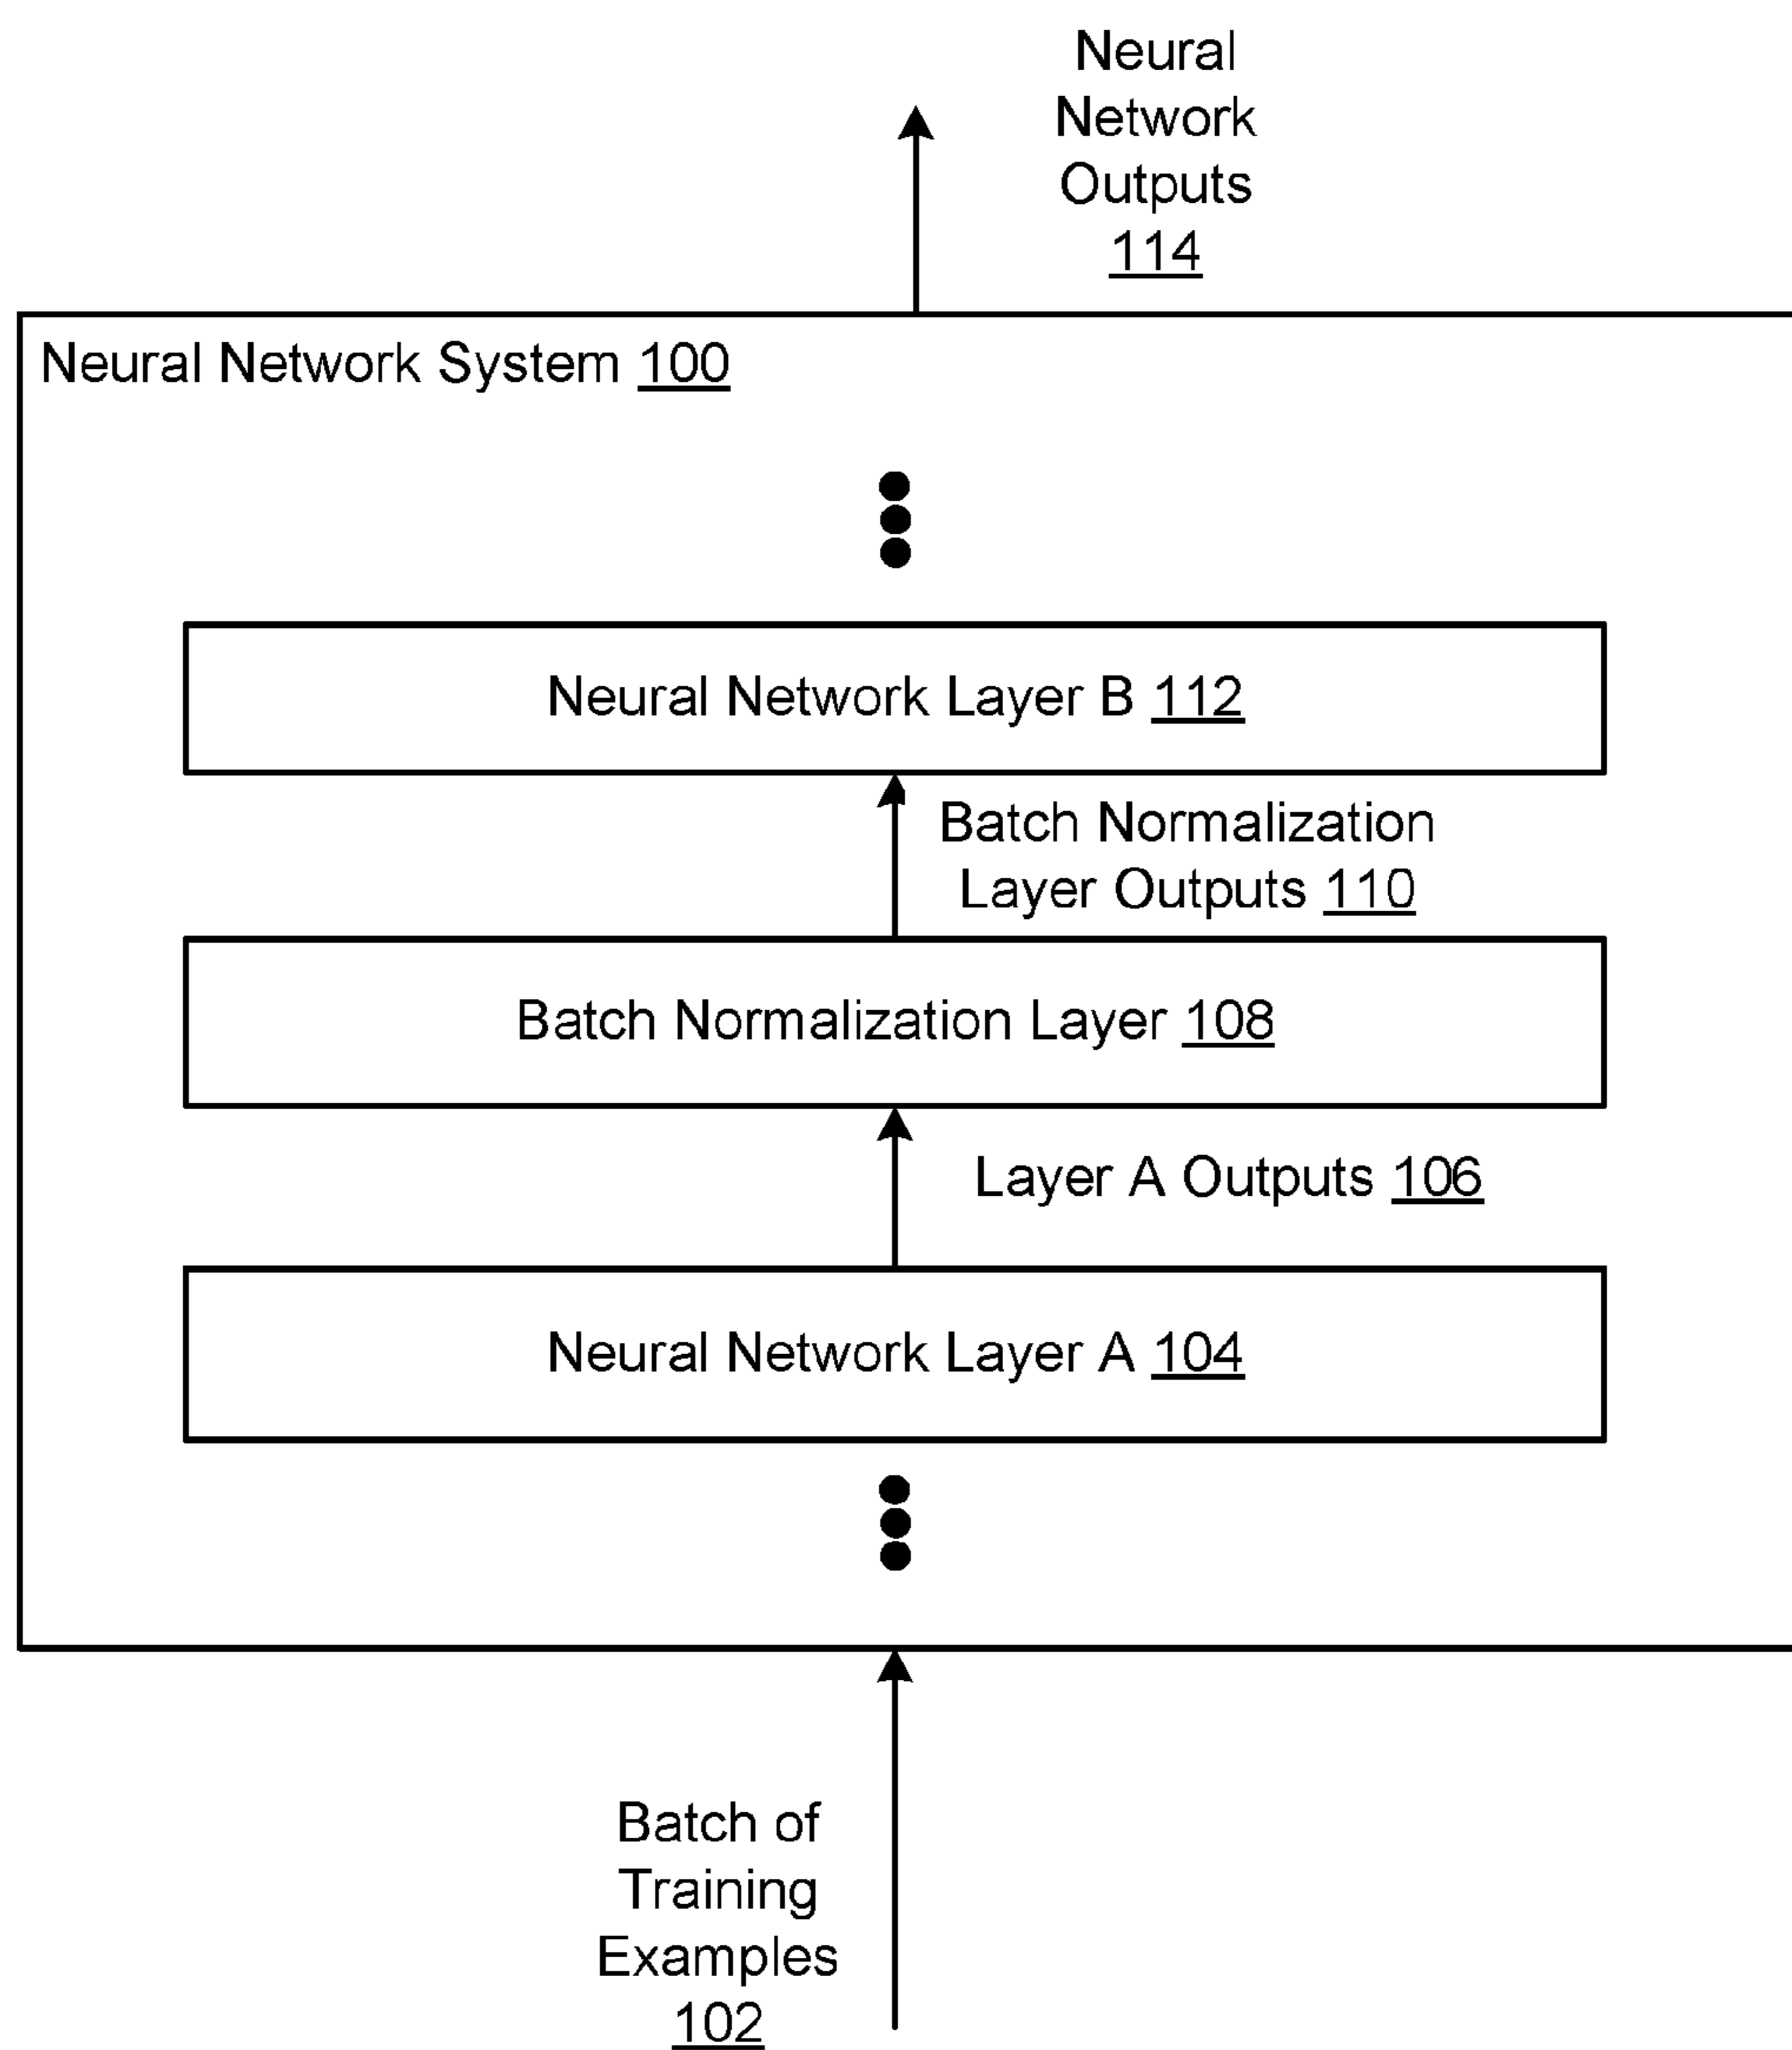 Neural
Network
Outputs
114
Neural Network System 100
Neural Network Layer B 112
Batch Normalization
Layer Outputs 110
Batch Normalization Layer 108
Layer A Outputs 106
Neural Network Layer A 104
Batch of
Training
Examples
102